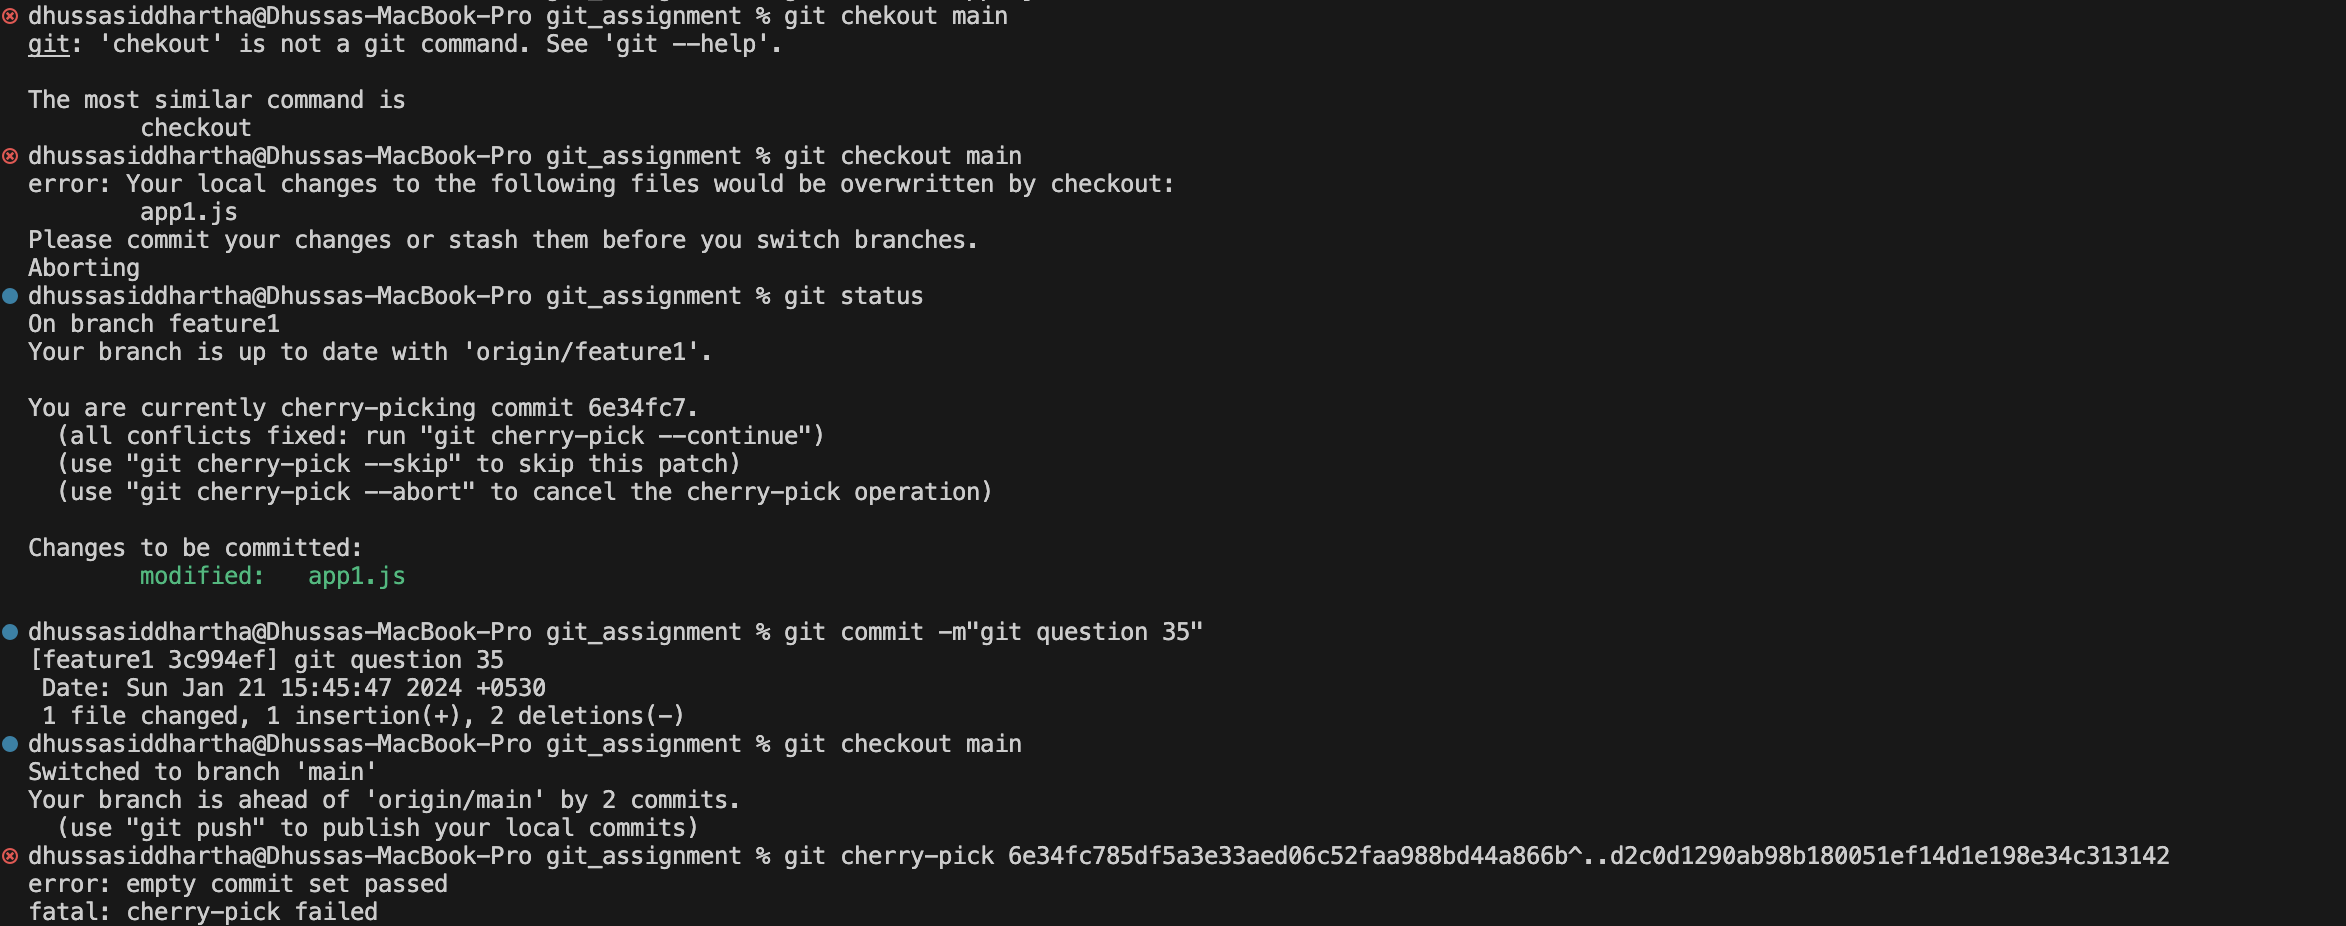 dhussasiddhartha@Dhussas-MacBook-Pro git_assignment % git chekout main
git: 'chekout' is not a git command. See 'git --help'.
The most similar command is
checkout
dhussasiddhartha@Dhussas-MacBook-Pro git_assignment % git checkout main
error: Your local changes to the following files would be overwritten by checkout:
app1.js
Please commit your changes or stash them before you switch branches.
Aborting
dhussasiddhartha@Dhussas-MacBook-Pro git_assignment % git status
On branch feature1
Your branch is up to date with 'origin/feature1'.
You are currently cherry-picking commit 6e34fc7.
(all conflicts fixed: run "git cherry-pick --continue")
(use "git cherry-pick --skip" to skip this patch)
(use "git cherry-pick --abort" to cancel the cherry-pick operation)
Changes to be committed:
modified:   app1.js
dhussasiddhartha@Dhussas-MacBook-Pro git_assignment % git commit -m"git question 35"
[feature1 3c994ef] git question 35
Date: Sun Jan 21 15:45:47 2024 +0530
1 file changed, 1 insertion(+), 2 deletions(-)
dhussasiddhartha@Dhussas-MacBook-Pro git_assignment % git checkout main
Switched to branch 'main'
Your branch is ahead of 'origin/main' by 2 commits.
(use "git push" to publish your local commits)
dhussasiddhartha@Dhussas-MacBook-Pro git_assignment % git cherry-pick 6e34fc785df5a3e33aed06c52faa988bd44a866b^..d2c0d1290ab98b180051ef14d1e198e34c313142
error: empty commit set passed
fatal: cherry-pick failed